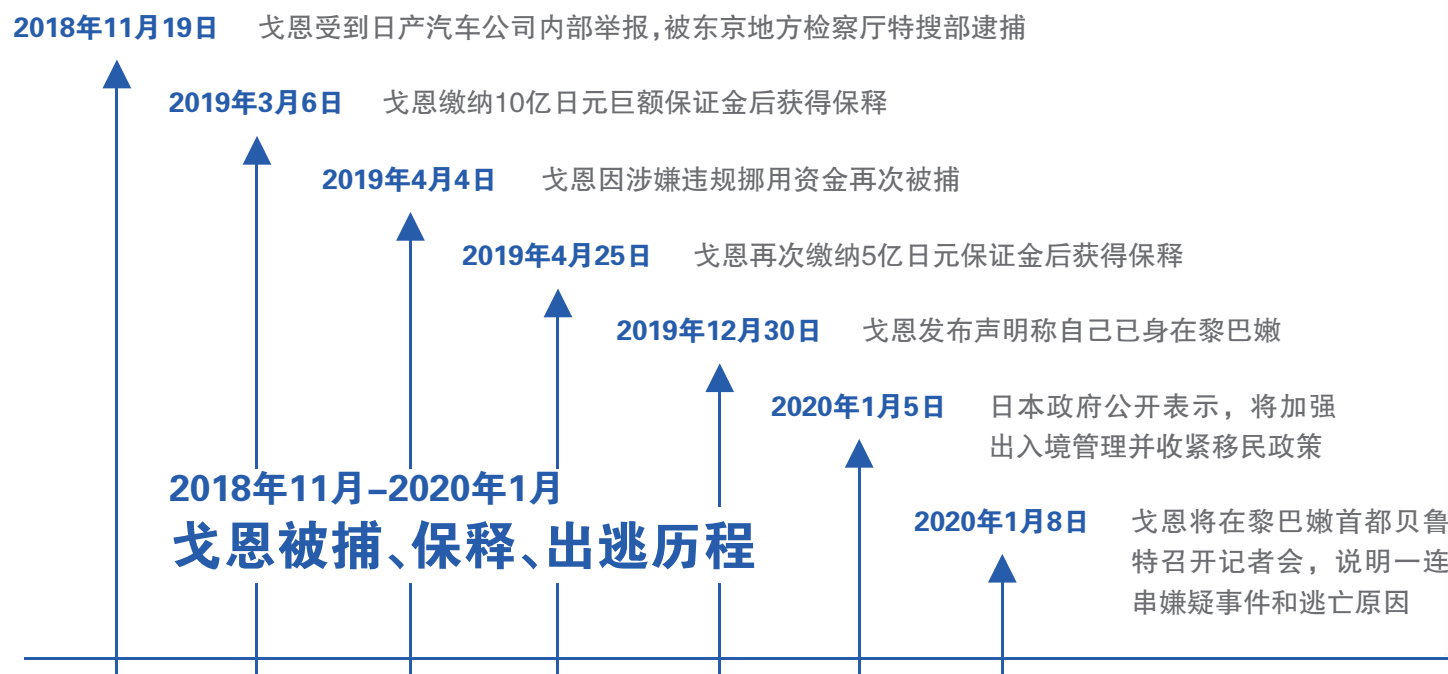 2018年11月19日 戈恩受到日产汽车公司内部举报,被东京地方检察厅特搜部逮捕
2019年3月6日 戈恩缴纳10亿日元巨额保证金后获得保释
2019年4月4日 戈恩因涉嫌违规挪用资金再次被捕
2019年4月25日 戈恩再次缴纳5亿日元保证金后获得保释
2019年12月30日 戈恩发布声明称自己已身在黎巴嫩
2020年1月5日 日本政府公开表示，将加强
出入境管理并收紧移民政策
2018年11月–2020年1月
戈恩被捕、保释、出逃历程
2020年1月8日 戈恩将在黎巴嫩首都贝鲁
特召开记者会，说明一连
串嫌疑事件和逃亡原因